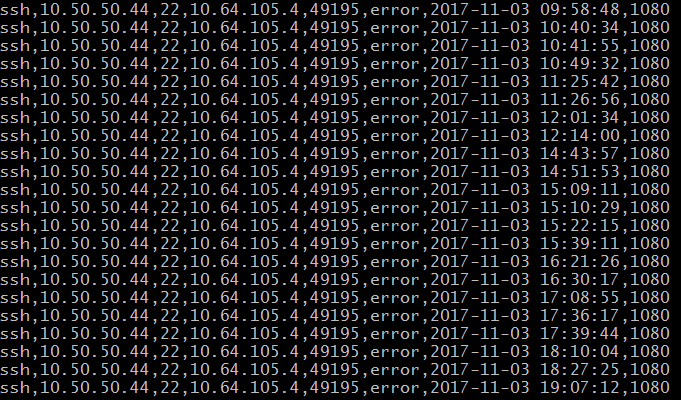 ssh,10.50.50.44,22,10.64.105.4,49195,error,2017-11-03 09:58:48,1080
ssh,10.50.50.44,22,10.64.105.4,49195,error,2017-11-03 10:40:34,1080
ssh,10.50.50.44,22,10.64.105.4,49195,error,2017-11-03 10:41:55,1080
ssh,10.50.50.44,22,10.64.105.4,49195,error,2017-11-03 10:49:32,1080
ssh,10.50.50.44,22,10.64.105.4,49195,error,2017-11-03 11:25:42,1080
ssh,10.50.50.44,22,10.64.105.4,49195,error,2017-11-03 11:26:56,1080
ssh,10.50.50.44,22,10.64.105.4,49195,error,2017-11-03 12:01:34,1080
ssh,10.50.50.44,22,10.64.105.4,49195,error,2017-11-03 12:14:00,1080
ssh,10.50.50.44,22,10.64.105.4,49195,error,2017-11-03 14:43:57,1080
ssh,10.50.50.44,22,10.64.105.4,49195,error,2017-11-03 14:51:53,1080
ssh,10.50.50.44,22,10.64.105.4,49195,error,2017-11-03 15:09:11,1080
ssh,10.50.50.44,22,10.64.105.4,49195,error,2017-11-03 15:10:29,1080
ssh,10.50.50.44,22,10.64.105.4,49195,error,2017-11-03 15:22:15,1080
ssh,10.50.50.44,22,10.64.105.4,49195,error,2017-11-03 15:39:11,1080
ssh,10.50.50.44,22,10.64.105.4,49195,error,2017-11-03 16:21:26,1080
ssh,10.50.50.44,22,10.64.105.4,49195,error,2017-11-03 16:30:17,1080
ssh,10.50.50.44,22,10.64.105.4,49195,error,2017-11-03 17:08:55,1080
ssh,10.50.50.44,22,10.64.105.4,49195,error,2017-11-03 17:36:17,1080
ssh,10.50.50.44,22,10.64.105.4,49195,error,2017-11-03 17:39:44,1080
ssh,10.50.50.44,22,10.64.105.4,49195,error,2017-11-03 18:10:04,1080
ssh,10.50.50.44,22,10.64.105.4,49195,error,2017-11-03 18:27:25,1080
ssh,10.50.50.44,22,10.64.105.4,49195,error,2017-11-03 19:07:12,1080